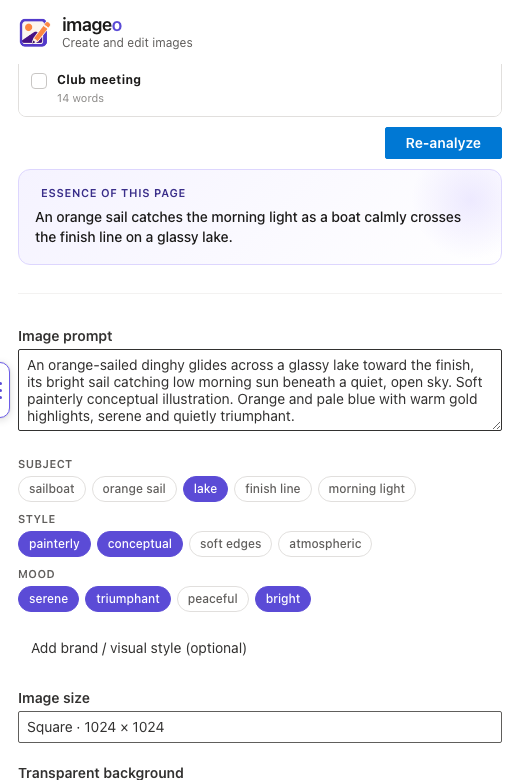 imageo
Create and edit images
Club meeting
14 words
Re-analyze
ESSENCE OF THIS PAGE
An orange sail catches the morning light as a boat calmly crosses
the finish line on a glassy lake.
Image prompt
An orange-sailed dinghy glides across a glassy lake toward the finish,
its bright sail catching low morning sun beneath a quiet, open sky. Soft
painterly conceptual illustration. Orange and pale blue with warm gold
highlights, serene and quietly triumphant.
SUBJECT
sailboat orange sail lake finish line morning light
STYLE
painterly conceptual soft edges atmospheric
MOOD
serene triumphant peaceful bright
Add brand / visual style (optional)
Image size
Square · 1024 × 1024
Transparent background